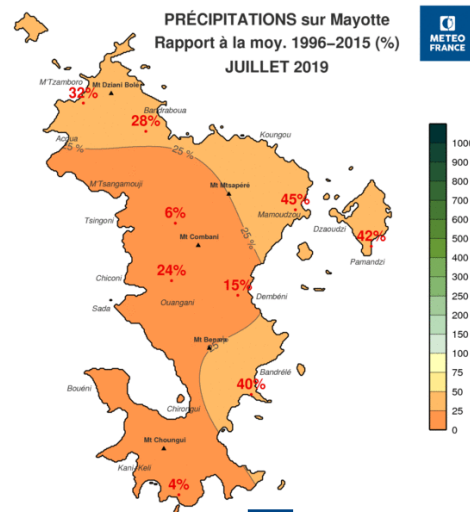 PRÉCIPITATIONS sur Mayotte
Rapport à la moy. 1996–2015 (%)
JUILLET 2019
METEO
FRANCE
M'Tzamboro
Mt Dziani Bolé
32%
Bandraboua
28%
Koungou
Acoua
25 %
25 %
M'Tsangamouji
Mt Mtsapéré
45%
Mamoudzou
6%
Tsingoni
Dzaoudzi
42%
Pamandzi
25 %
Mt Combani
24%
Chiconi
15%
Ouangani
Dembéni
Sada
Mt Benara
25
Bandrélé
40%
Bouéni
Chirongui
Mt Choungui
Kani-Keli
4%
1000
900
800
700
600
500
400
300
250
200
150
100
75
50
25
0